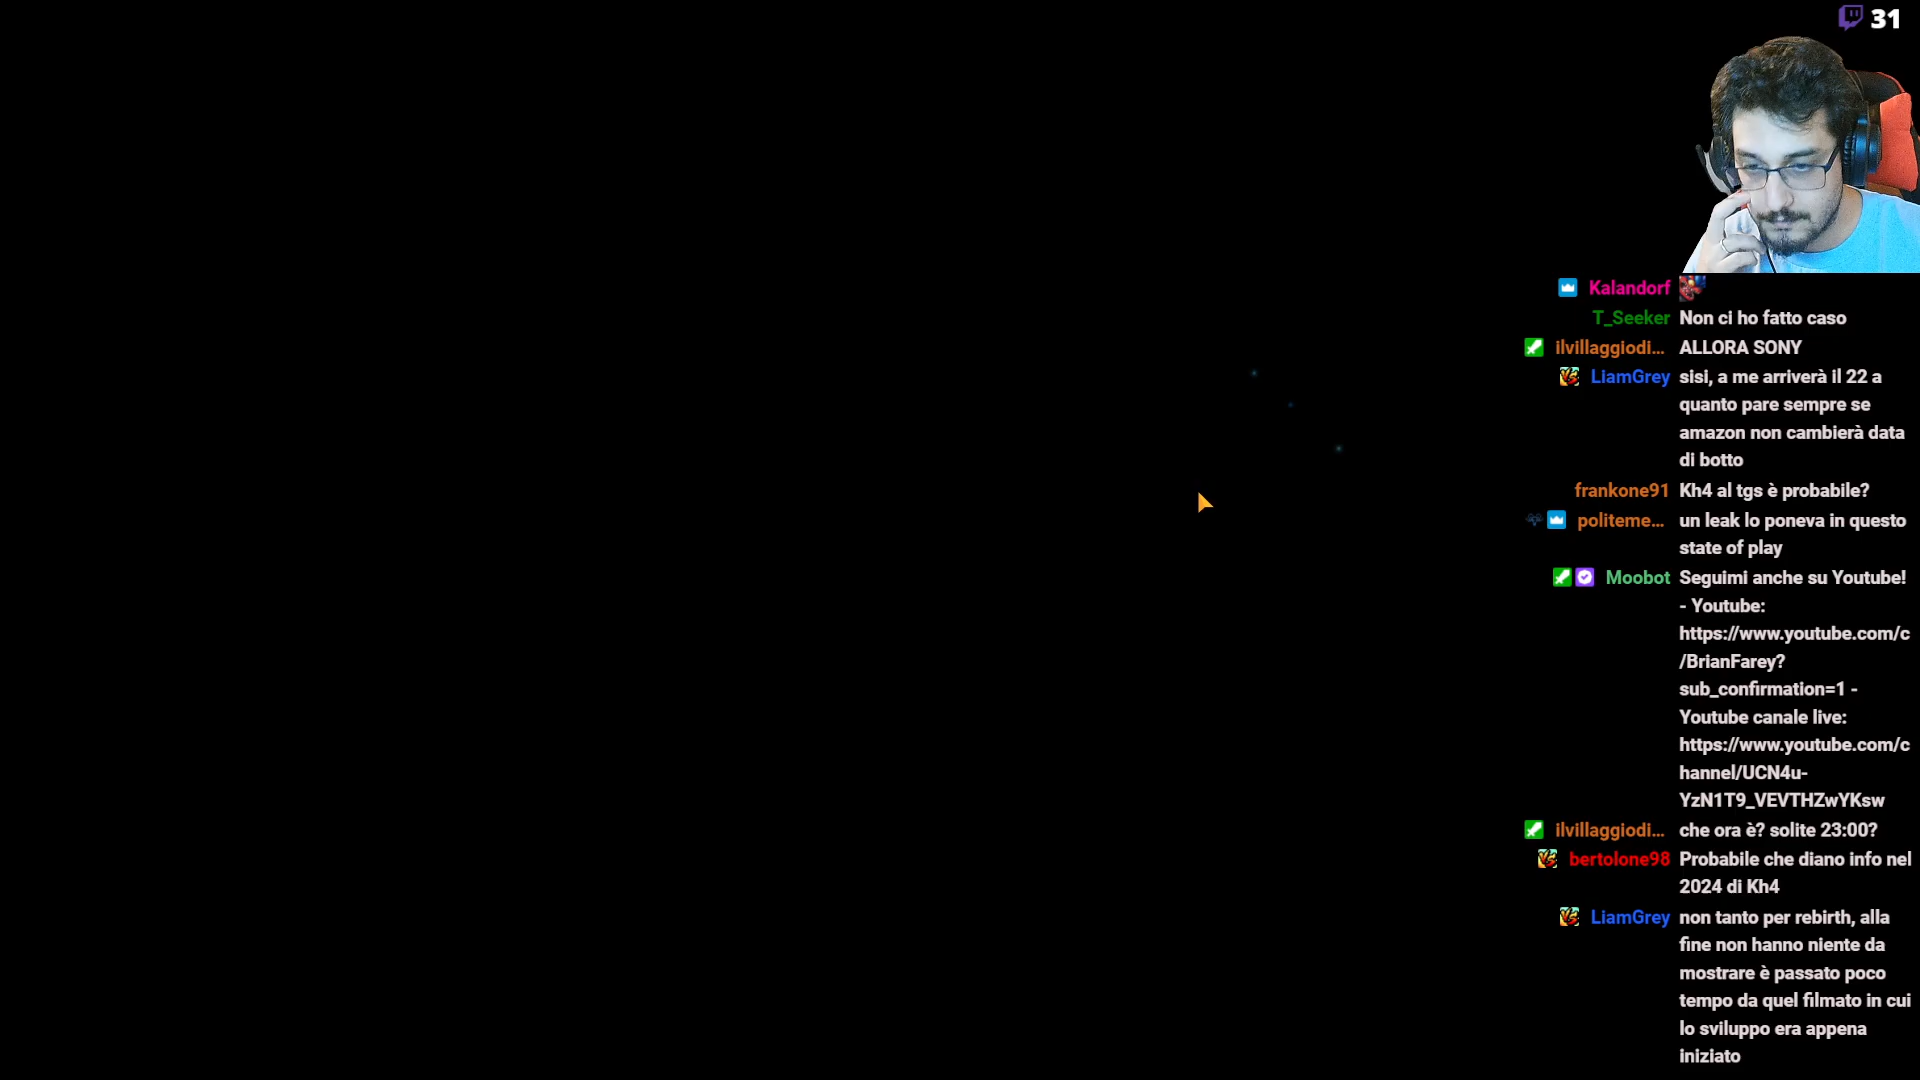 31
Kalandorf
T_Seeker Non ci ho fatto caso
ilvillaggiodi... ALLORA SONY
LiamGrey sisi, a me arriverà il 22 a
quanto pare sempre se
amazon non cambierà data
di botto
frankone91 Kh4 al tgs è probabile?
politeme... un leak lo poneva in questo
state of play
Moobot Seguimi anche su Youtube!
- Youtube:
https://www.youtube.com/c
/BrianFarey?
sub_confirmation=1 -
Youtube canale live:
https://www.youtube.com/c
hannel/UCN4u-
YzN1T9_VEVTHZwYKsw
ilvillaggiodi... che ora è? solite 23:00?
bertolone98 Probabile che diano info nel
2024 di Kh4
LiamGrey non tanto per rebirth, alla
fine non hanno niente da
mostrare è passato poco
tempo da quel filmato in cui
lo sviluppo era appena
iniziato